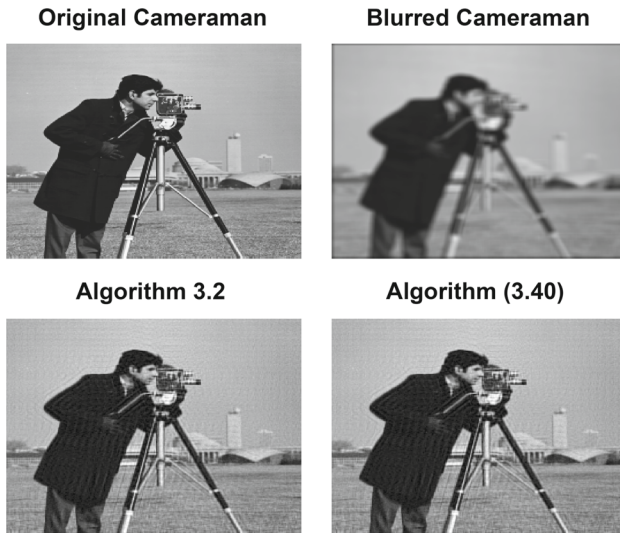 Original Cameraman
Blurred Cameraman
Algorithm 3.2
Algorithm (3.40)